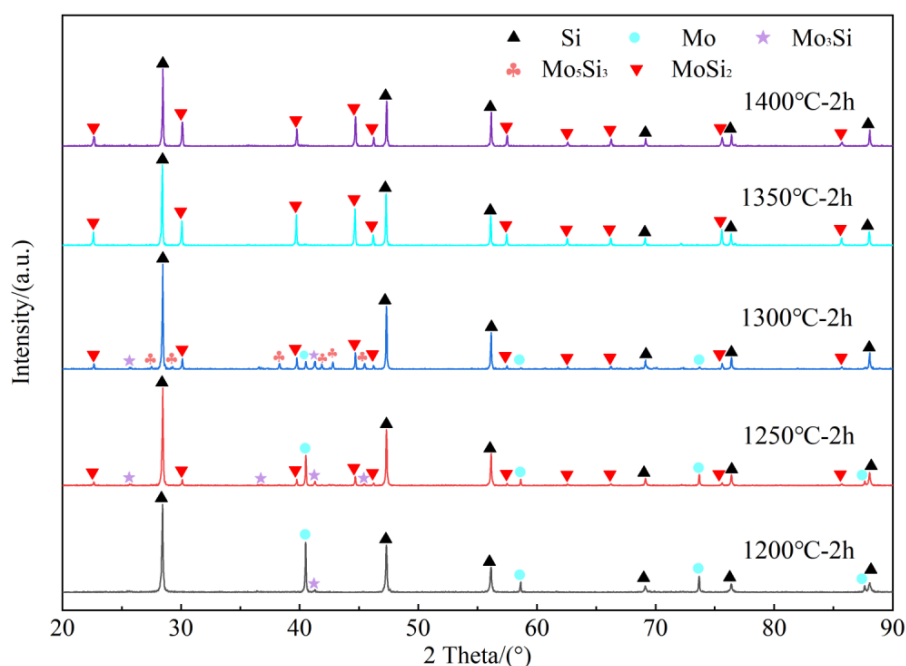 Si Mo Mo₃Si
Mo₅Si₃ MoSi₂
1400℃-2h
1350℃-2h
1300℃-2h
1250℃-2h
1200℃-2h
Intensity/(a.u.)
20 30 40 50 60 70 80 90
2 Theta/(°)